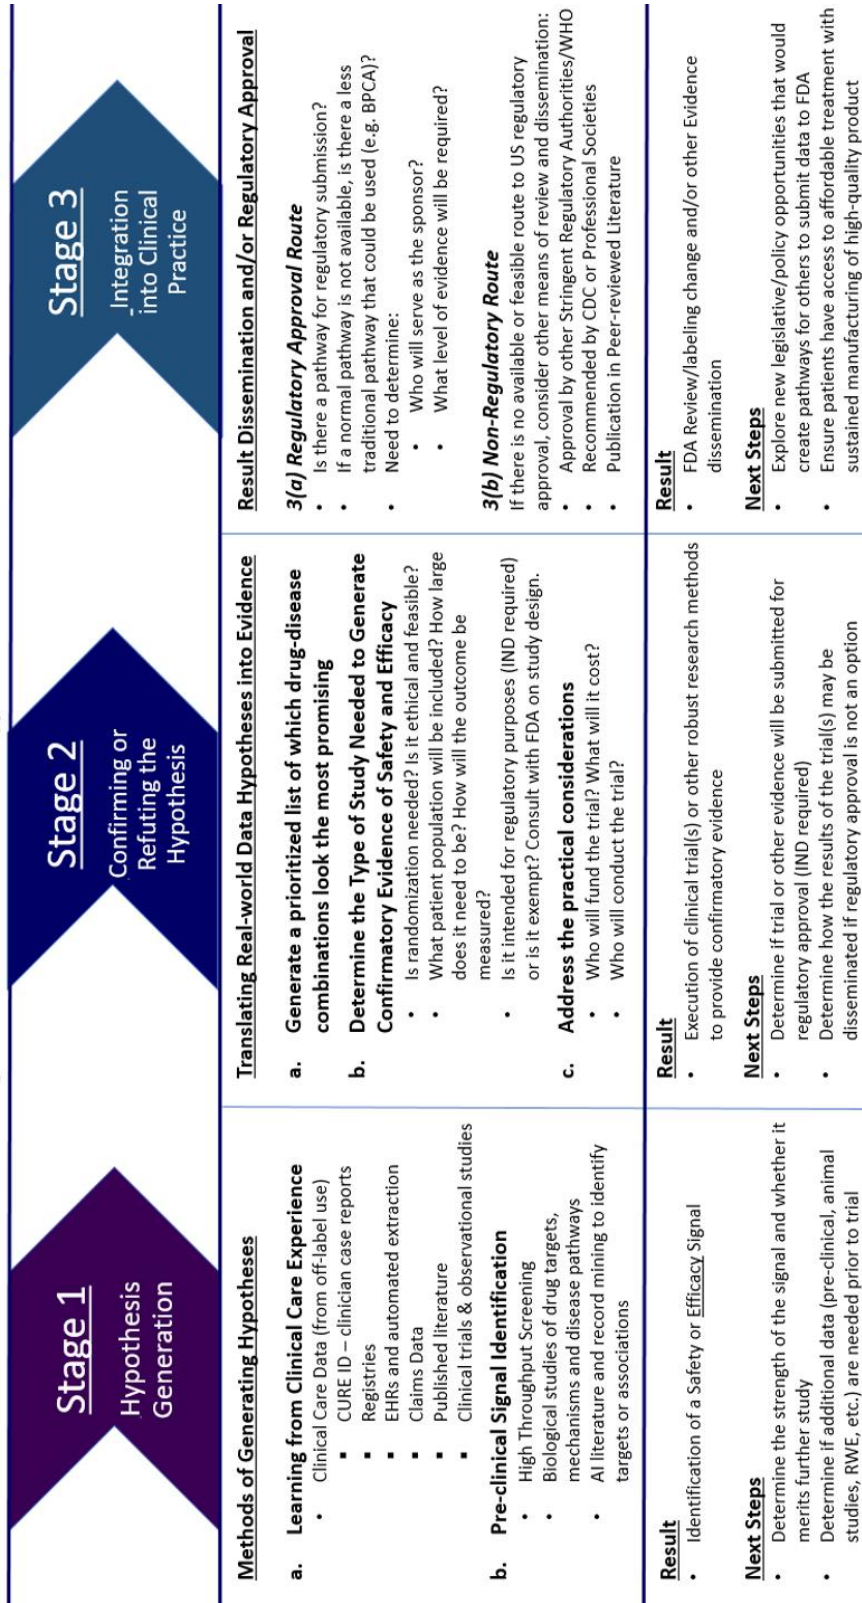 Stage 1
Hypothesis
Generation
Stage 2
Confirming or
Refuting the
Hypothesis
Stage 3
Integration
into Clinical
Practice
Methods of Generating Hypotheses
a. Learning from Clinical Care Experience
• Clinical Care Data (from off-label use)
▪ CURE ID – clinician case reports
▪ Registries
▪ EHRs and automated extraction
▪ Claims Data
▪ Published literature
▪ Clinical trials & observational studies
b. Pre-clinical Signal Identification
• High Throughput Screening
• Biological studies of drug targets,
mechanisms and disease pathways
• AI literature and record mining to identify
targets or associations
Translating Real-world Data Hypotheses into Evidence
a. Generate a prioritized list of which drug-disease
combinations look the most promising
b. Determine the Type of Study Needed to Generate
Confirmatory Evidence of Safety and Efficacy
• Is randomization needed? Is it ethical and feasible?
• What patient population will be included? How large
does it need to be? How will the outcome be
measured?
• Is it intended for regulatory purposes (IND required)
or is it exempt? Consult with FDA on study design.
c. Address the practical considerations
• Who will fund the trial? What will it cost?
• Who will conduct the trial?
Result Dissemination and/or Regulatory Approval
3(a) Regulatory Approval Route
• Is there a pathway for regulatory submission?
• If a normal pathway is not available, is there a less
traditional pathway that could be used (e.g. BPCA)?
• Need to determine:
• Who will serve as the sponsor?
• What level of evidence will be required?
3(b) Non-Regulatory Route
If there is no available or feasible route to US regulatory
approval, consider other means of review and dissemination:
• Approval by other Stringent Regulatory Authorities/WHO
• Recommended by CDC or Professional Societies
• Publication in Peer-reviewed Literature
Result
• Identification of a Safety or Efficacy Signal
Next Steps
• Determine the strength of the signal and whether it
merits further study
• Determine if additional data (pre-clinical, animal
studies, RWE, etc.) are needed prior to trial
Result
• Execution of clinical trial(s) or other robust research methods
to provide confirmatory evidence
Next Steps
• Determine if trial or other evidence will be submitted for
regulatory approval (IND required)
• Determine how the results of the trial(s) may be
disseminated if regulatory approval is not an option
Result
• FDA Review/labeling change and/or other Evidence
dissemination
Next Steps
• Explore new legislative/policy opportunities that would
create pathways for others to submit data to FDA
• Ensure patients have access to affordable treatment with
sustained manufacturing of high-quality product